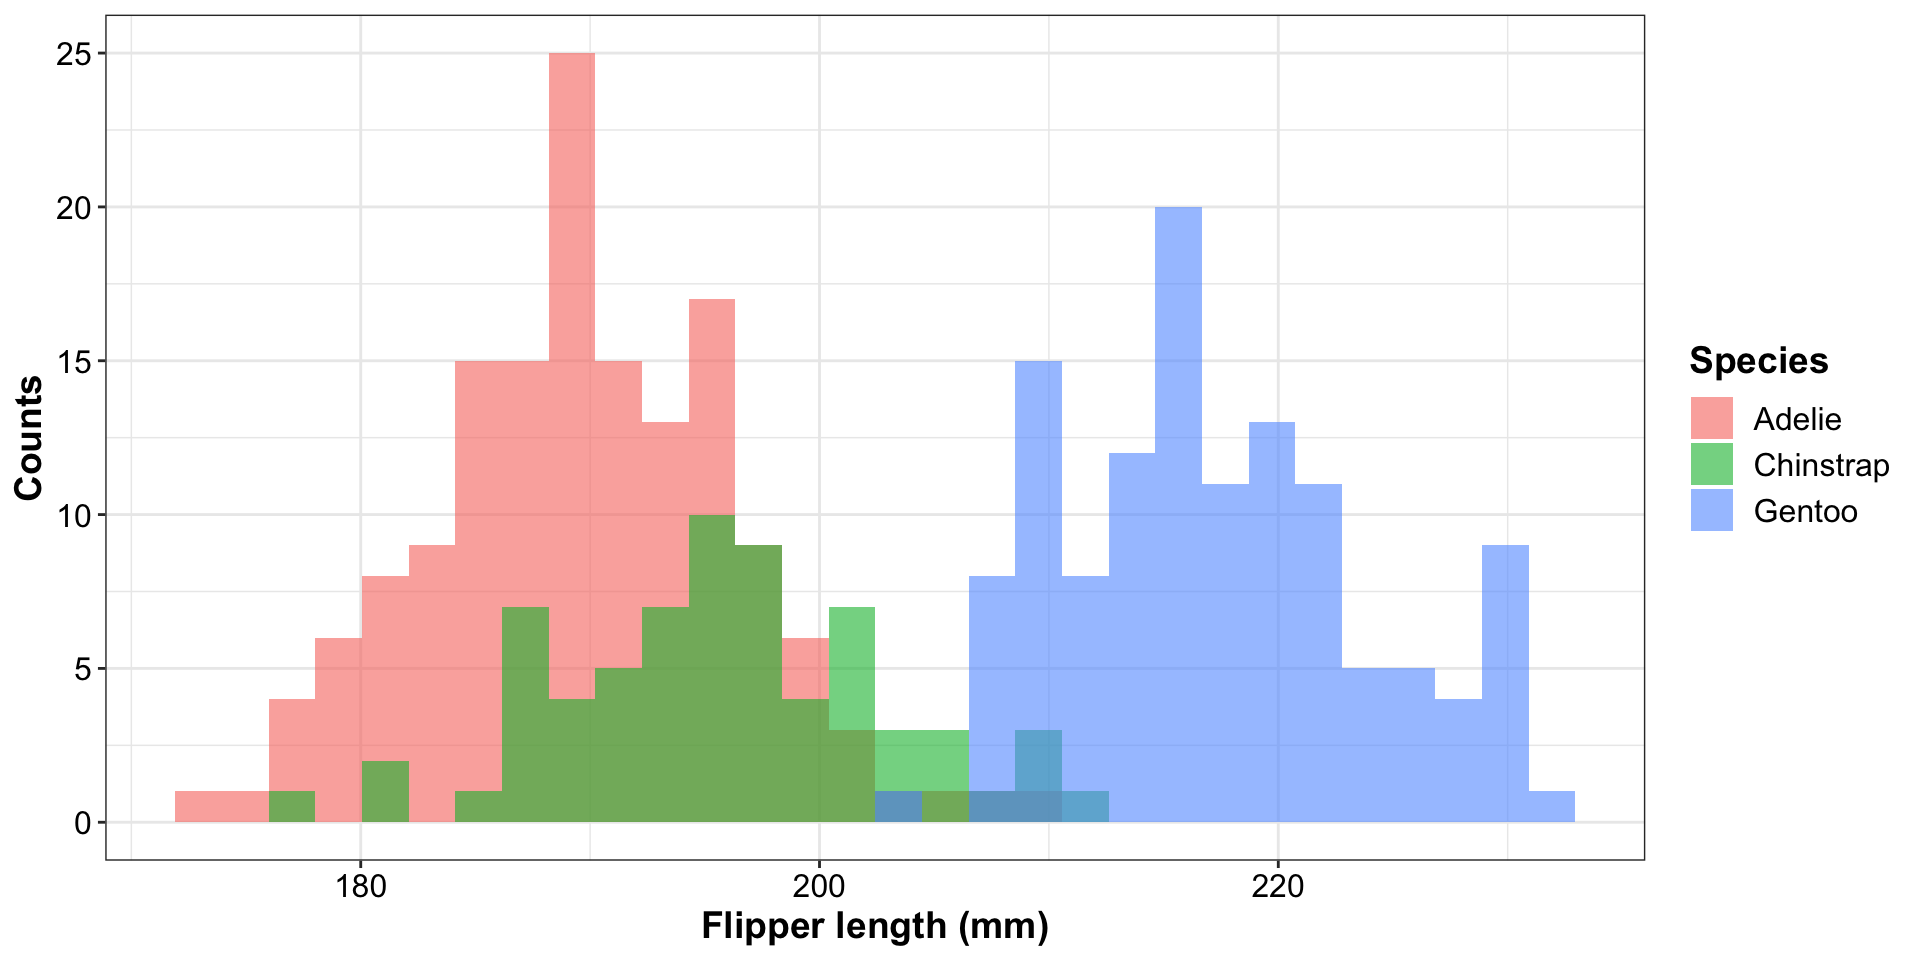 25
20
15
10
5
0
Counts
180 200 220
Flipper length (mm)
Species
Adelie
Chinstrap
Gentoo